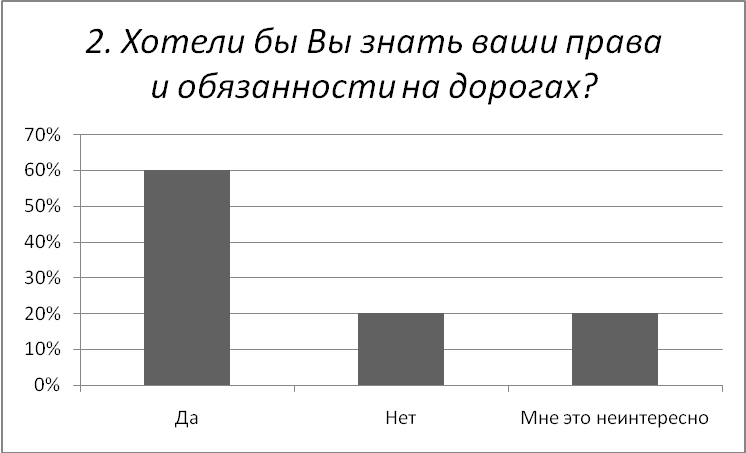 2. Хотели бы Вы знать ваши права
и обязанности на дорогах?
70%
60%
50%
40%
30%
20%
10%
0%
Да
Нет
Мне это неинтересно